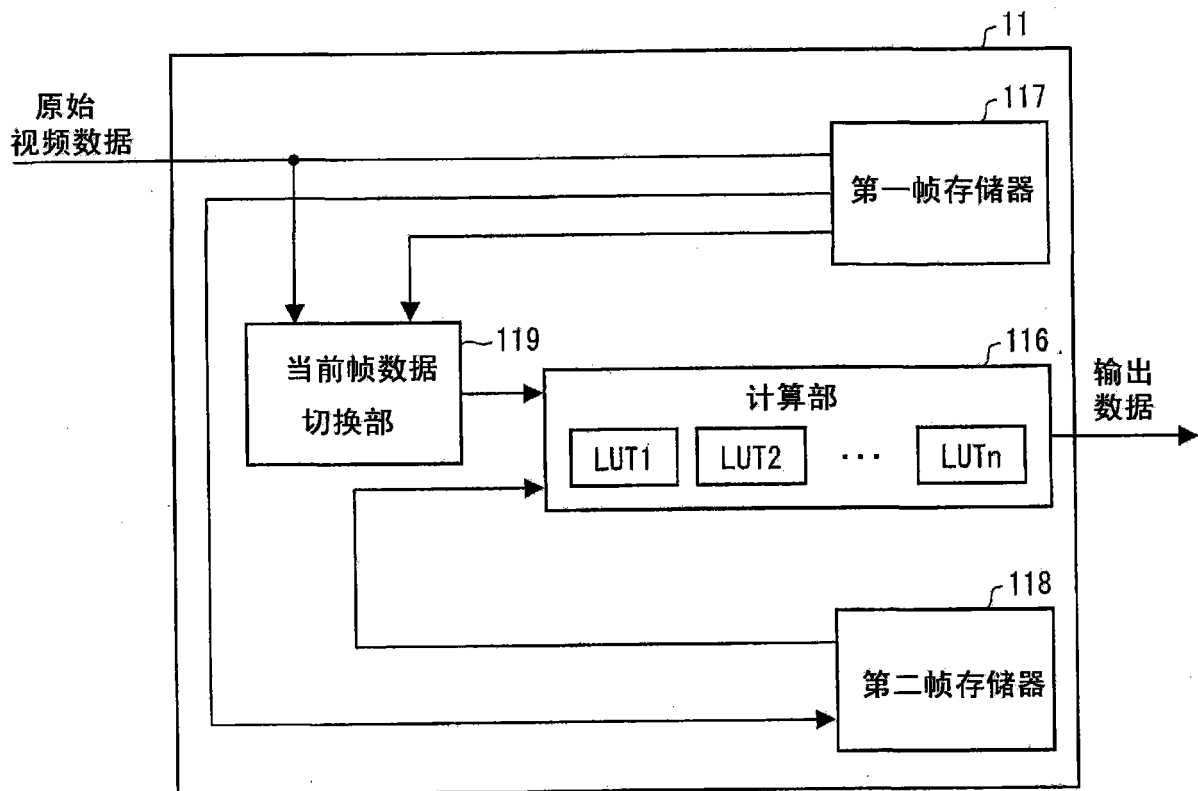 11
原始
视频数据
117
第一帧存储器
119
当前帧数据
切换部
116
计算部
LUT1 LUT2 ... LUTn
输出
数据
118
第二帧存储器